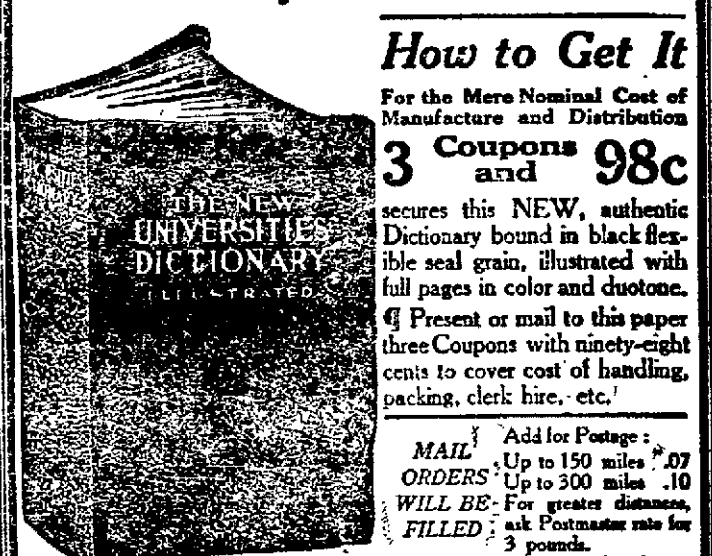 THE NEW
UNIVERSITIES
DICTIONARY
ILLUSTRATED
How to Get It
For the Mere Nominal Cost of
Manufacture and Distribution
3 Coupons and 98c
secures this NEW, authentic
Dictionary bound in black flex-
ible seal grain, illustrated with
full pages in color and duotone.
¶ Present or mail to this paper
three Coupons with ninety-eight
cents to cover cost of handling,
packing, clerk hire, etc.
MAIL
ORDERS
WILL BE
FILLED
Add for Postage:
Up to 150 miles .07
Up to 300 miles .10
For greater distances,
ask Postmaster rate for
3 pounds.